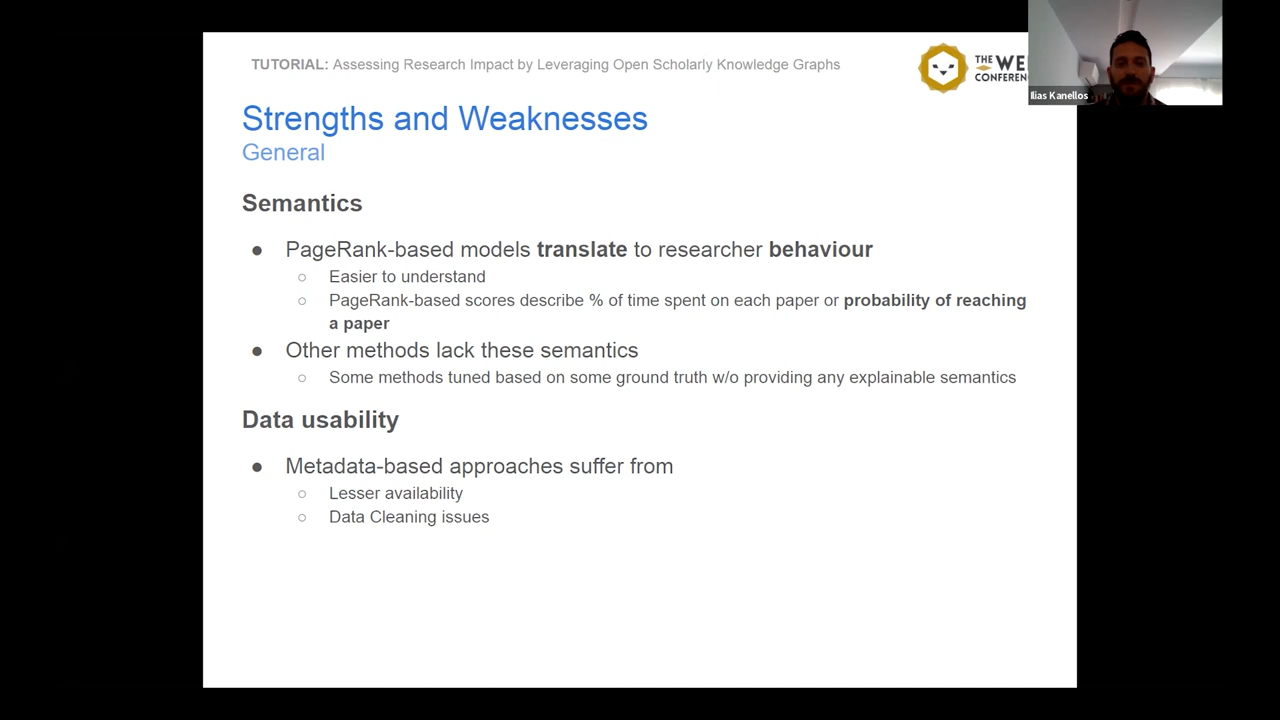 TUTORIAL: Assessing Research Impact by Leveraging Open Scholarly Knowledge Graphs
THE WE
CONFEREN
Ilias Kanellos
Strengths and Weaknesses
General
Semantics
● PageRank-based models translate to researcher behaviour
○ Easier to understand
○ PageRank-based scores describe % of time spent on each paper or probability of reaching
a paper
● Other methods lack these semantics
○ Some methods tuned based on some ground truth w/o providing any explainable semantics
Data usability
● Metadata-based approaches suffer from
○ Lesser availability
○ Data Cleaning issues